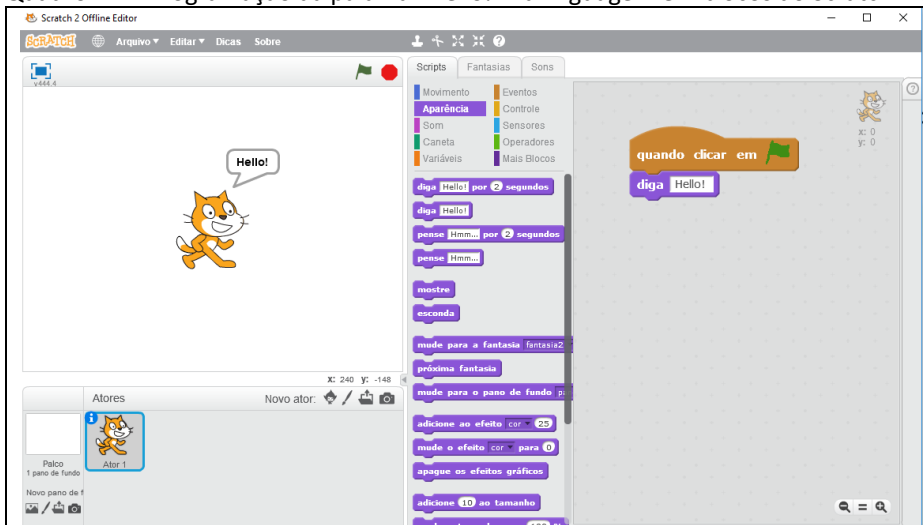 Scratch 2 Offline Editor
SCRATCH Arquivo Editar Dicas Sobre
v444.4
Hello!
X: 240 y: -148
Atores Novo ator:
Palco
1 pano de fundo
Novo pano de f
Ator 1
Scripts Fantasias Sons
Movimento Eventos
Aparência Controle
Som Sensores
Caneta Operadores
Variáveis Mais Blocos
diga Hello! por 2 segundos
diga Hello!
pense Hmm... por 2 segundos
pense Hmm...
mostre
esconda
mude para a fantasia fantasia2
próxima fantasia
mude para o pano de fundo
adicione ao efeito cor 25
mude o efeito cor para 0
apague os efeitos gráficos
adicione 10 ao tamanho
quando clicar em
diga Hello!
x: 0
y: 0